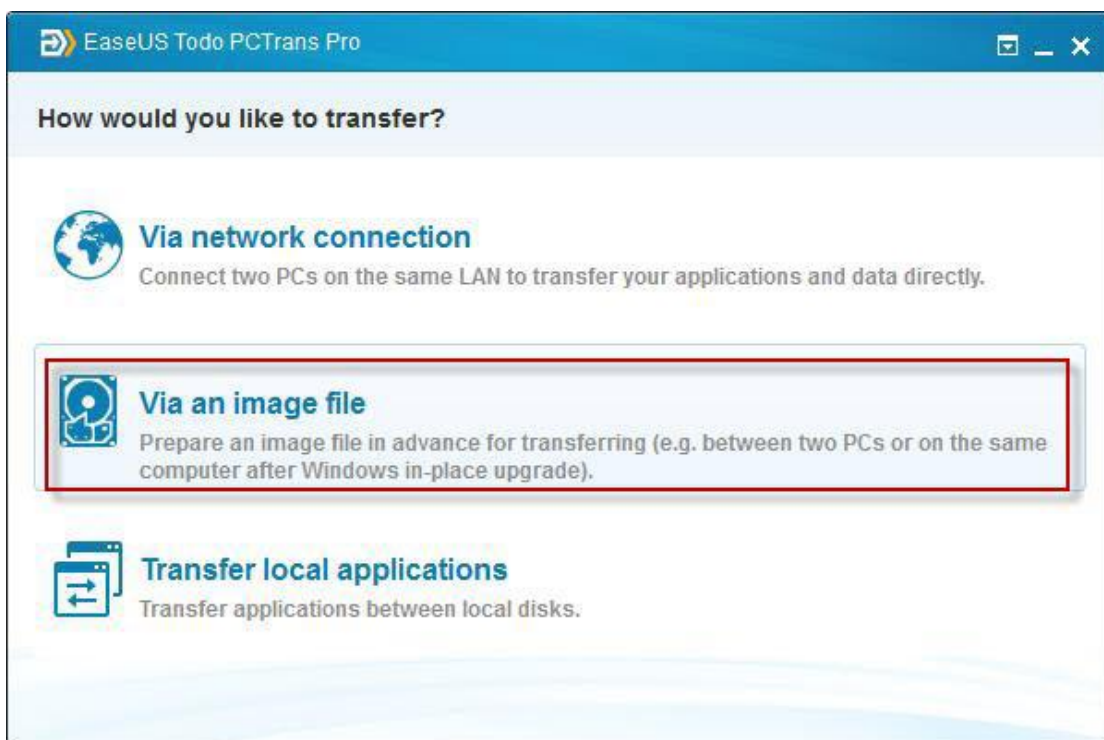 EaseUS Todo PCTrans Pro
How would you like to transfer?
Via network connection
Connect two PCs on the same LAN to transfer your applications and data directly.
Via an image file
Prepare an image file in advance for transferring (e.g. between two PCs or on the same
computer after Windows in-place upgrade).
Transfer local applications
Transfer applications between local disks.